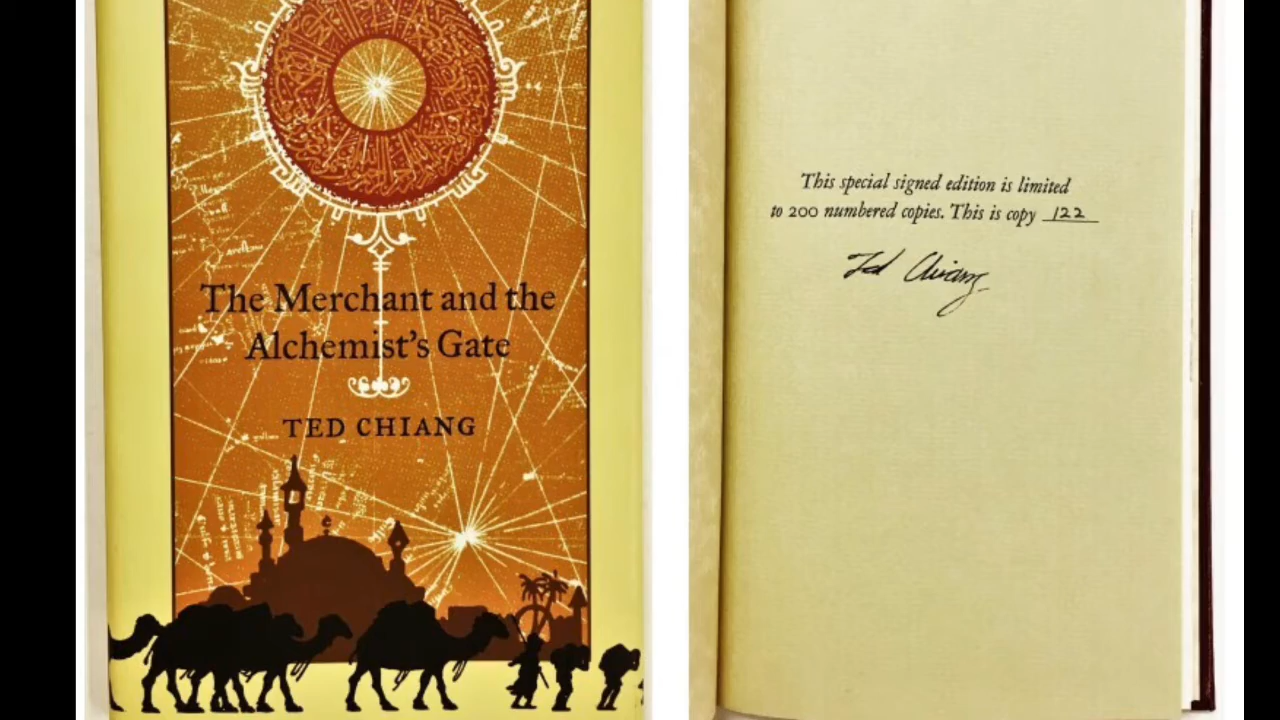 The Merchant and the
Alchemist's Gate
TED CHIANG
This special signed edition is limited
to 200 numbered copies. This is copy 122
Ted Chiang